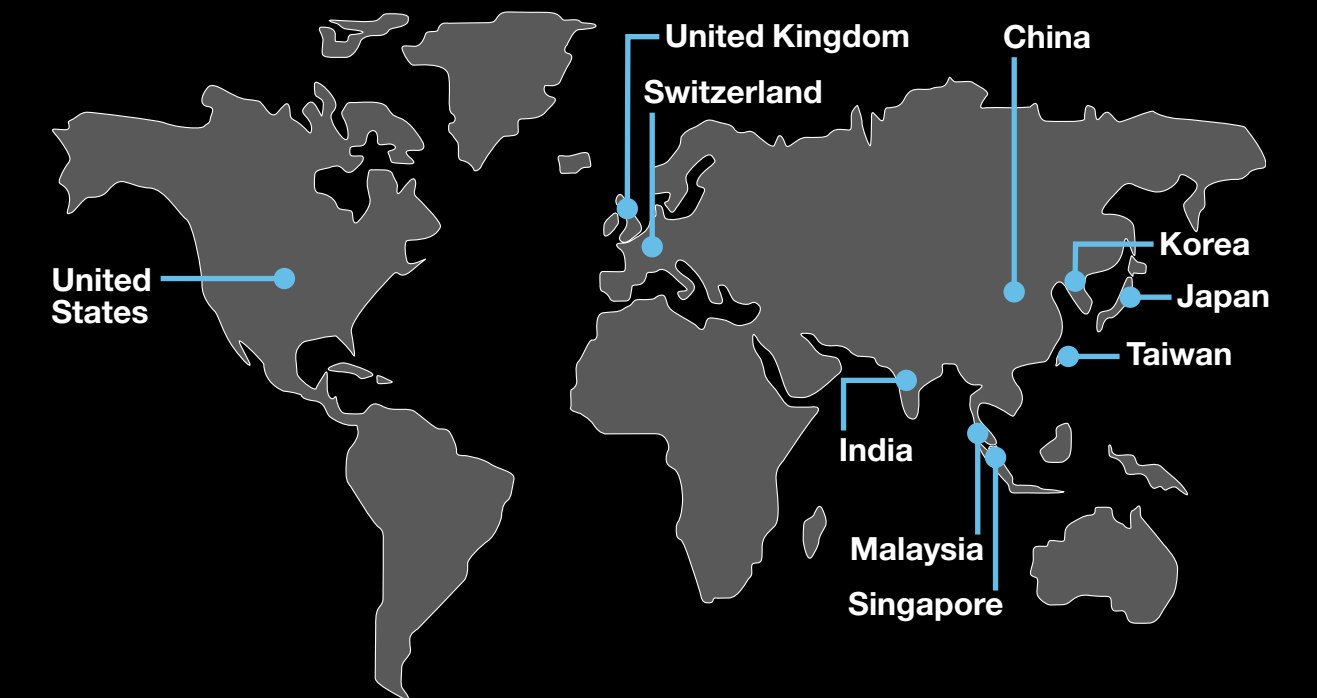 United Kingdom
China
Switzerland
Korea
United
States
Japan
Taiwan
India
Malaysia
Singapore